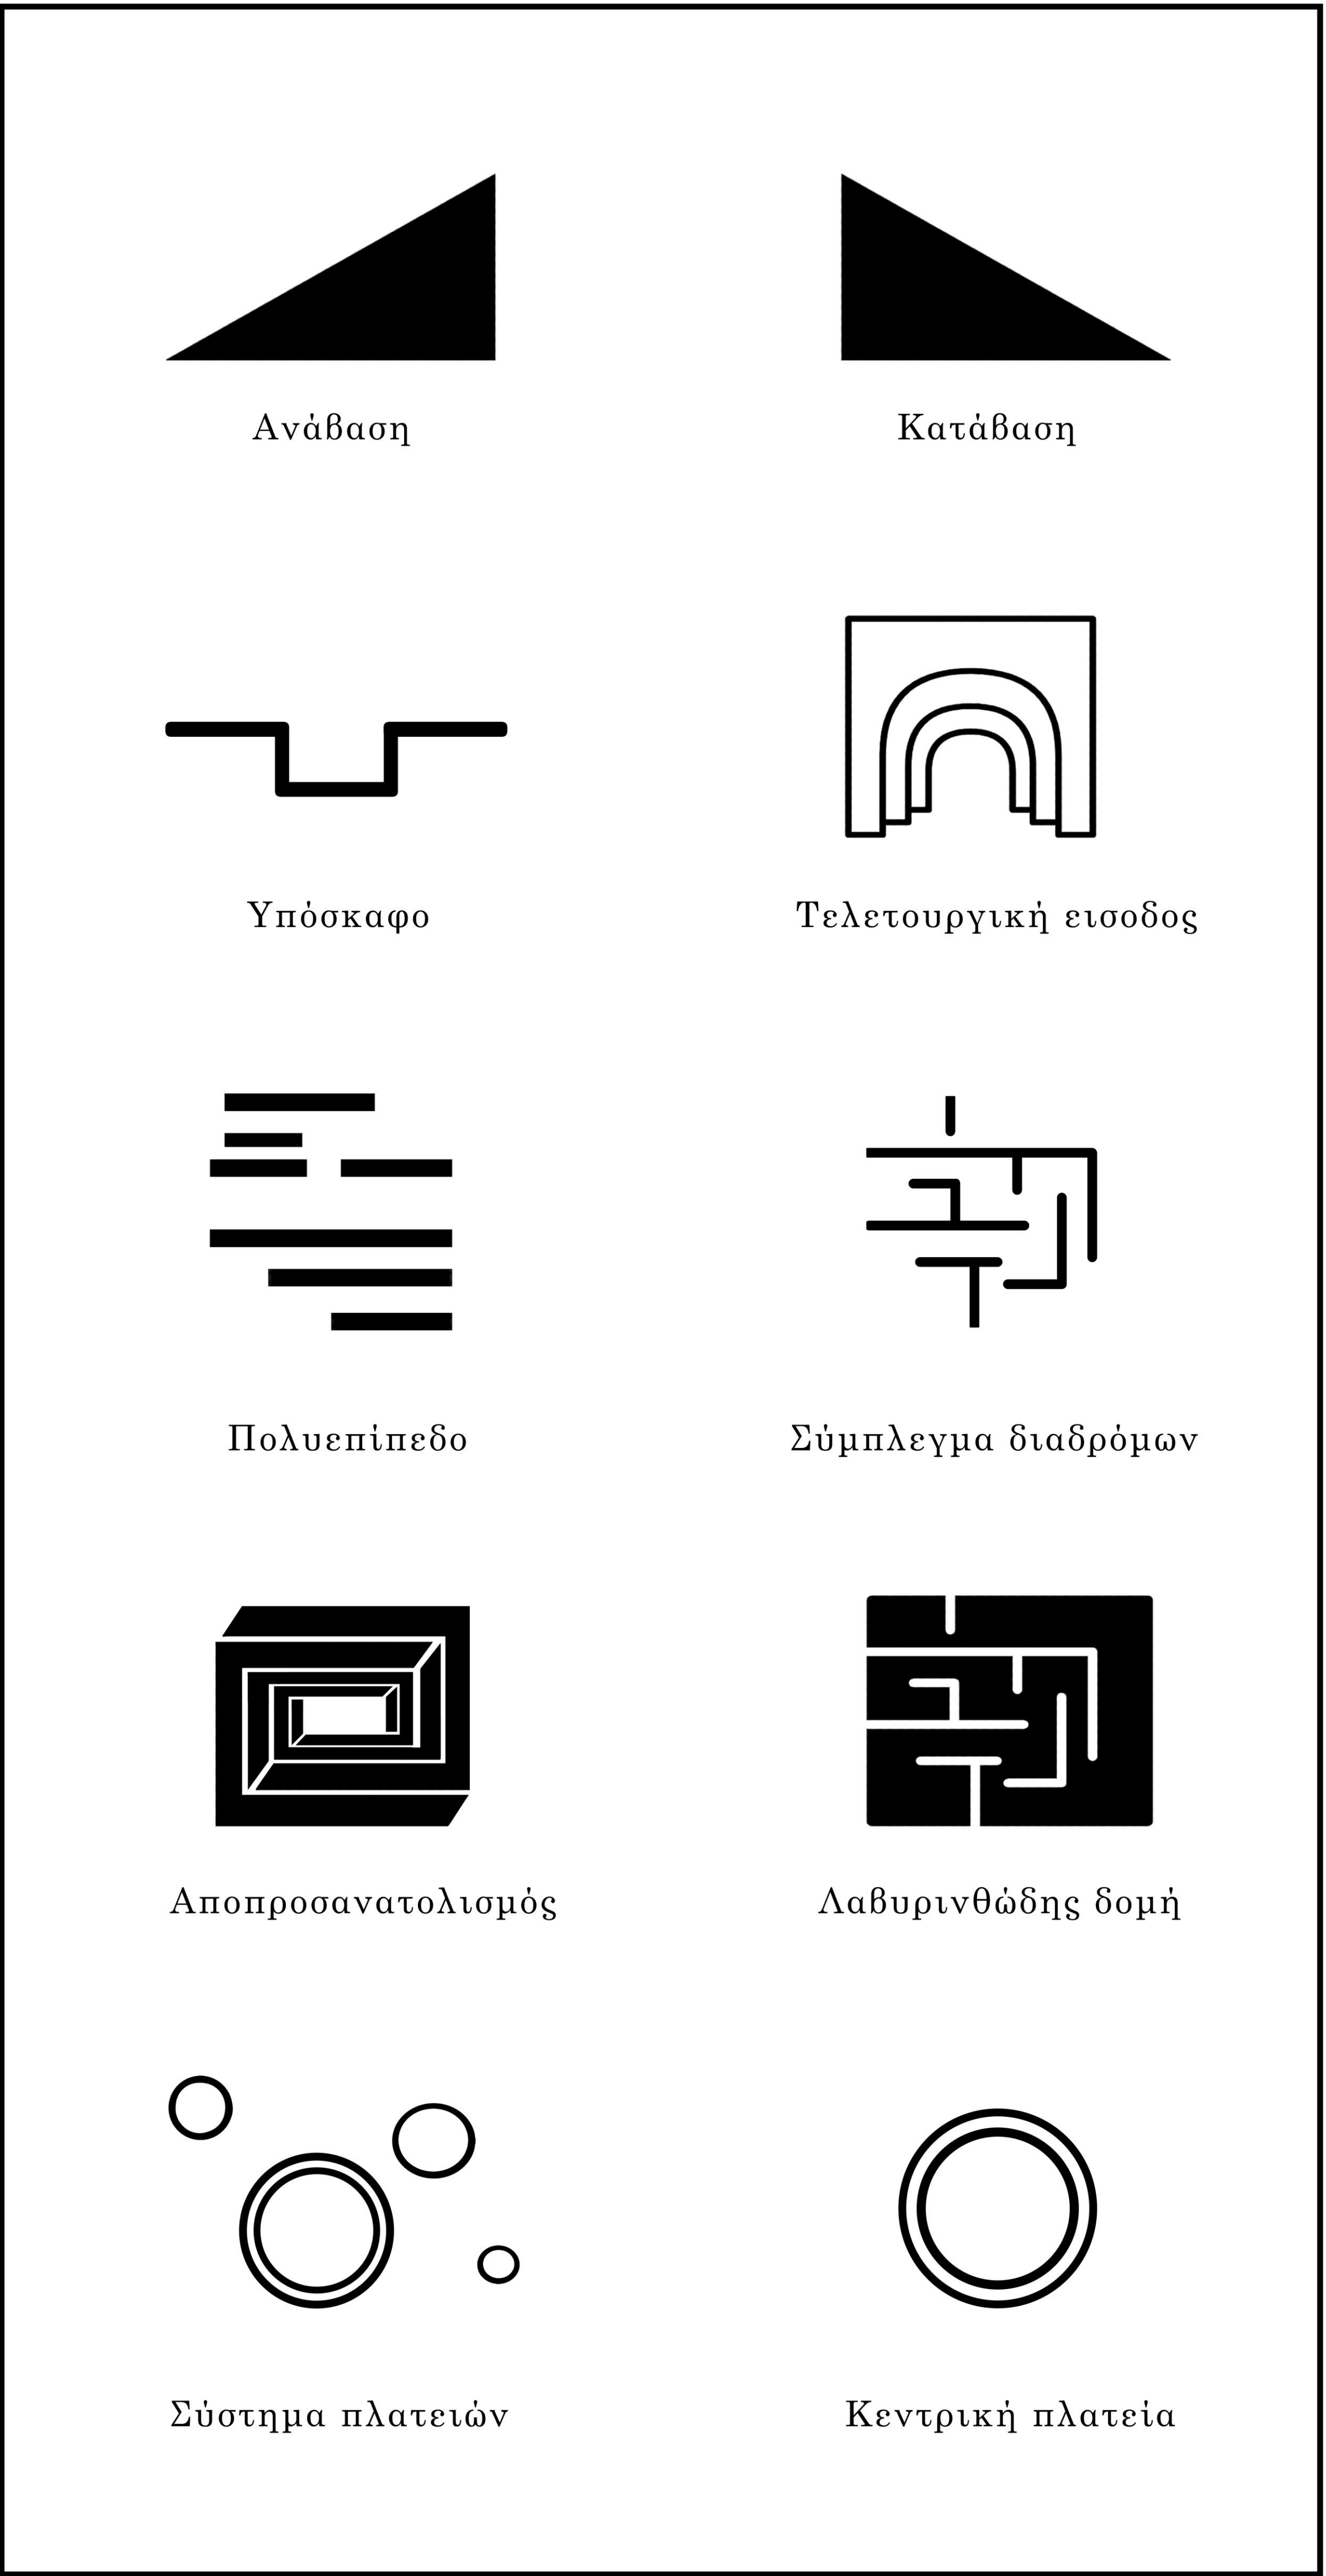 Ανάβαση
Κατάβαση
Υπόσκαφο
Τελετουργική εισοδος
Πολυεπίπεδο
Σύμπλεγμα διαδρόμων
Αποπροσανατολισμός
Λαβυρινθώδης δομή
Σύστημα πλατειών
Κεντρική πλατεία